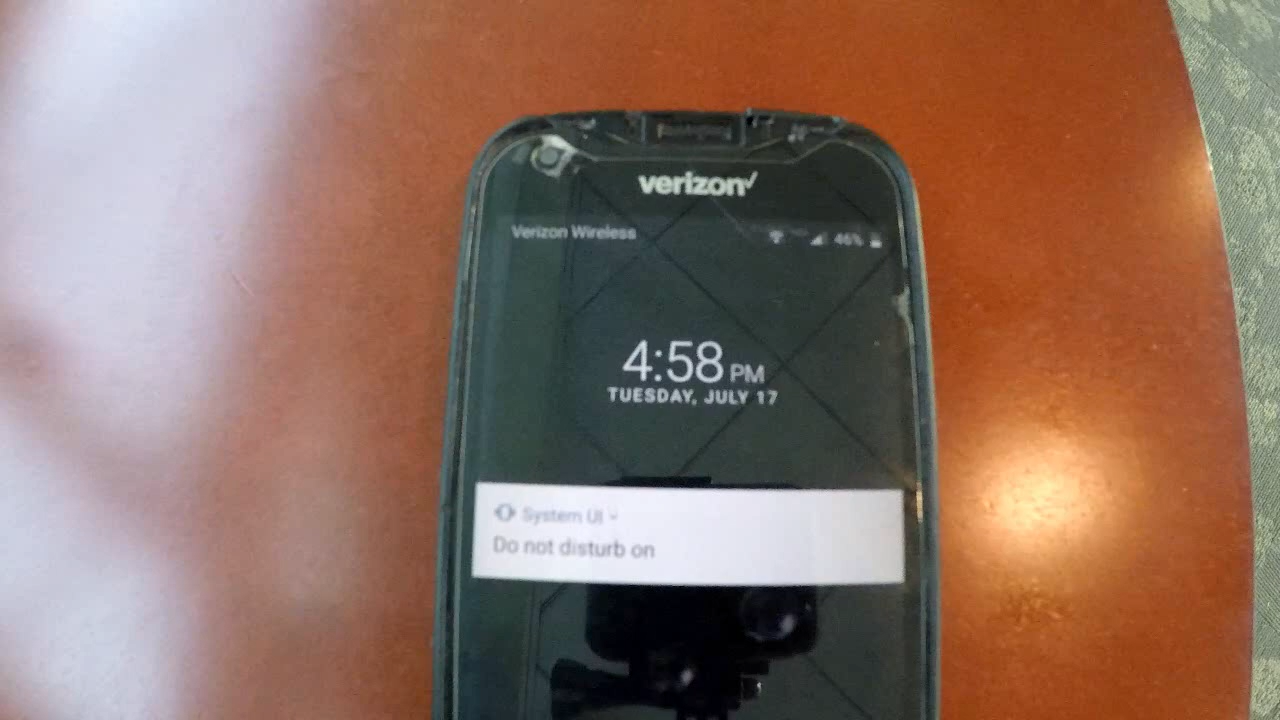 verizon
Verizon Wireless 46%
4:58 PM
TUESDAY, JULY 17
System UI
Do not disturb on